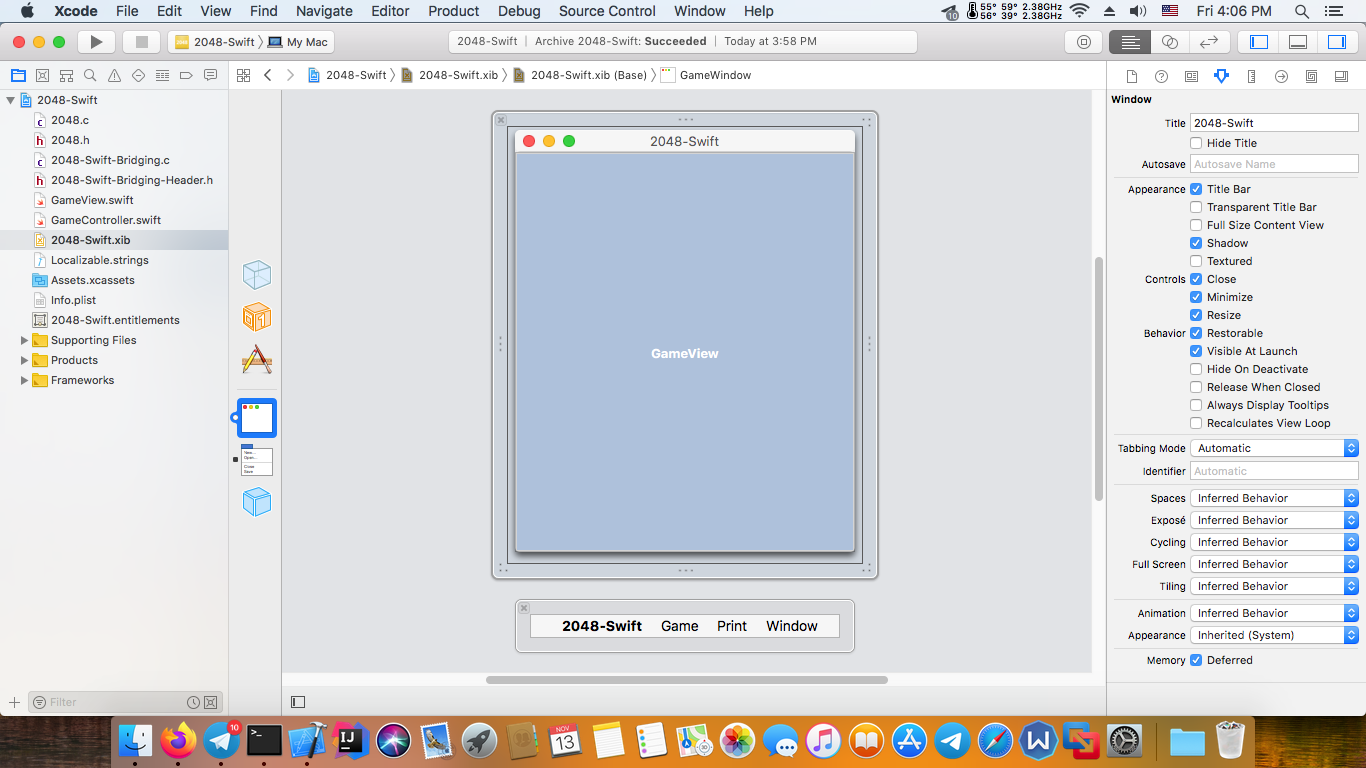 Xcode File Edit View Find Navigate Editor Product Debug Source Control Window Help 10 55° 59° 2.38GHz Fri 4:06 PM
56° 39° 2.38GHz
2048-Swift My Mac 2048-Swift | Archive 2048-Swift: Succeeded | Today at 3:58 PM
2048-Swift 2048-Swift.xib 2048-Swift.xib (Base) GameWindow
2048-Swift
2048.c
2048.h
2048-Swift-Bridging.c
2048-Swift-Bridging-Header.h
GameView.swift
GameController.swift
2048-Swift.xib
Localizable.strings
Assets.xcassets
Info.plist
2048-Swift.entitlements
Supporting Files
Products
Frameworks
Filter
2048-Swift
GameView
2048-Swift Game Print Window
Window
Title 2048-Swift
Hide Title
Autosave Autosave Name
Appearance Title Bar
Transparent Title Bar
Full Size Content View
Shadow
Textured
Controls Close
Minimize
Resize
Behavior Restorable
Visible At Launch
Hide On Deactivate
Release When Closed
Always Display Tooltips
Recalculates View Loop
Tabbing Mode Automatic
Identifier Automatic
Spaces Inferred Behavior
Exposé Inferred Behavior
Cycling Inferred Behavior
Full Screen Inferred Behavior
Tiling Inferred Behavior
Animation Inferred Behavior
Appearance Inherited (System)
Memory Deferred
10
IJ
NOV
13